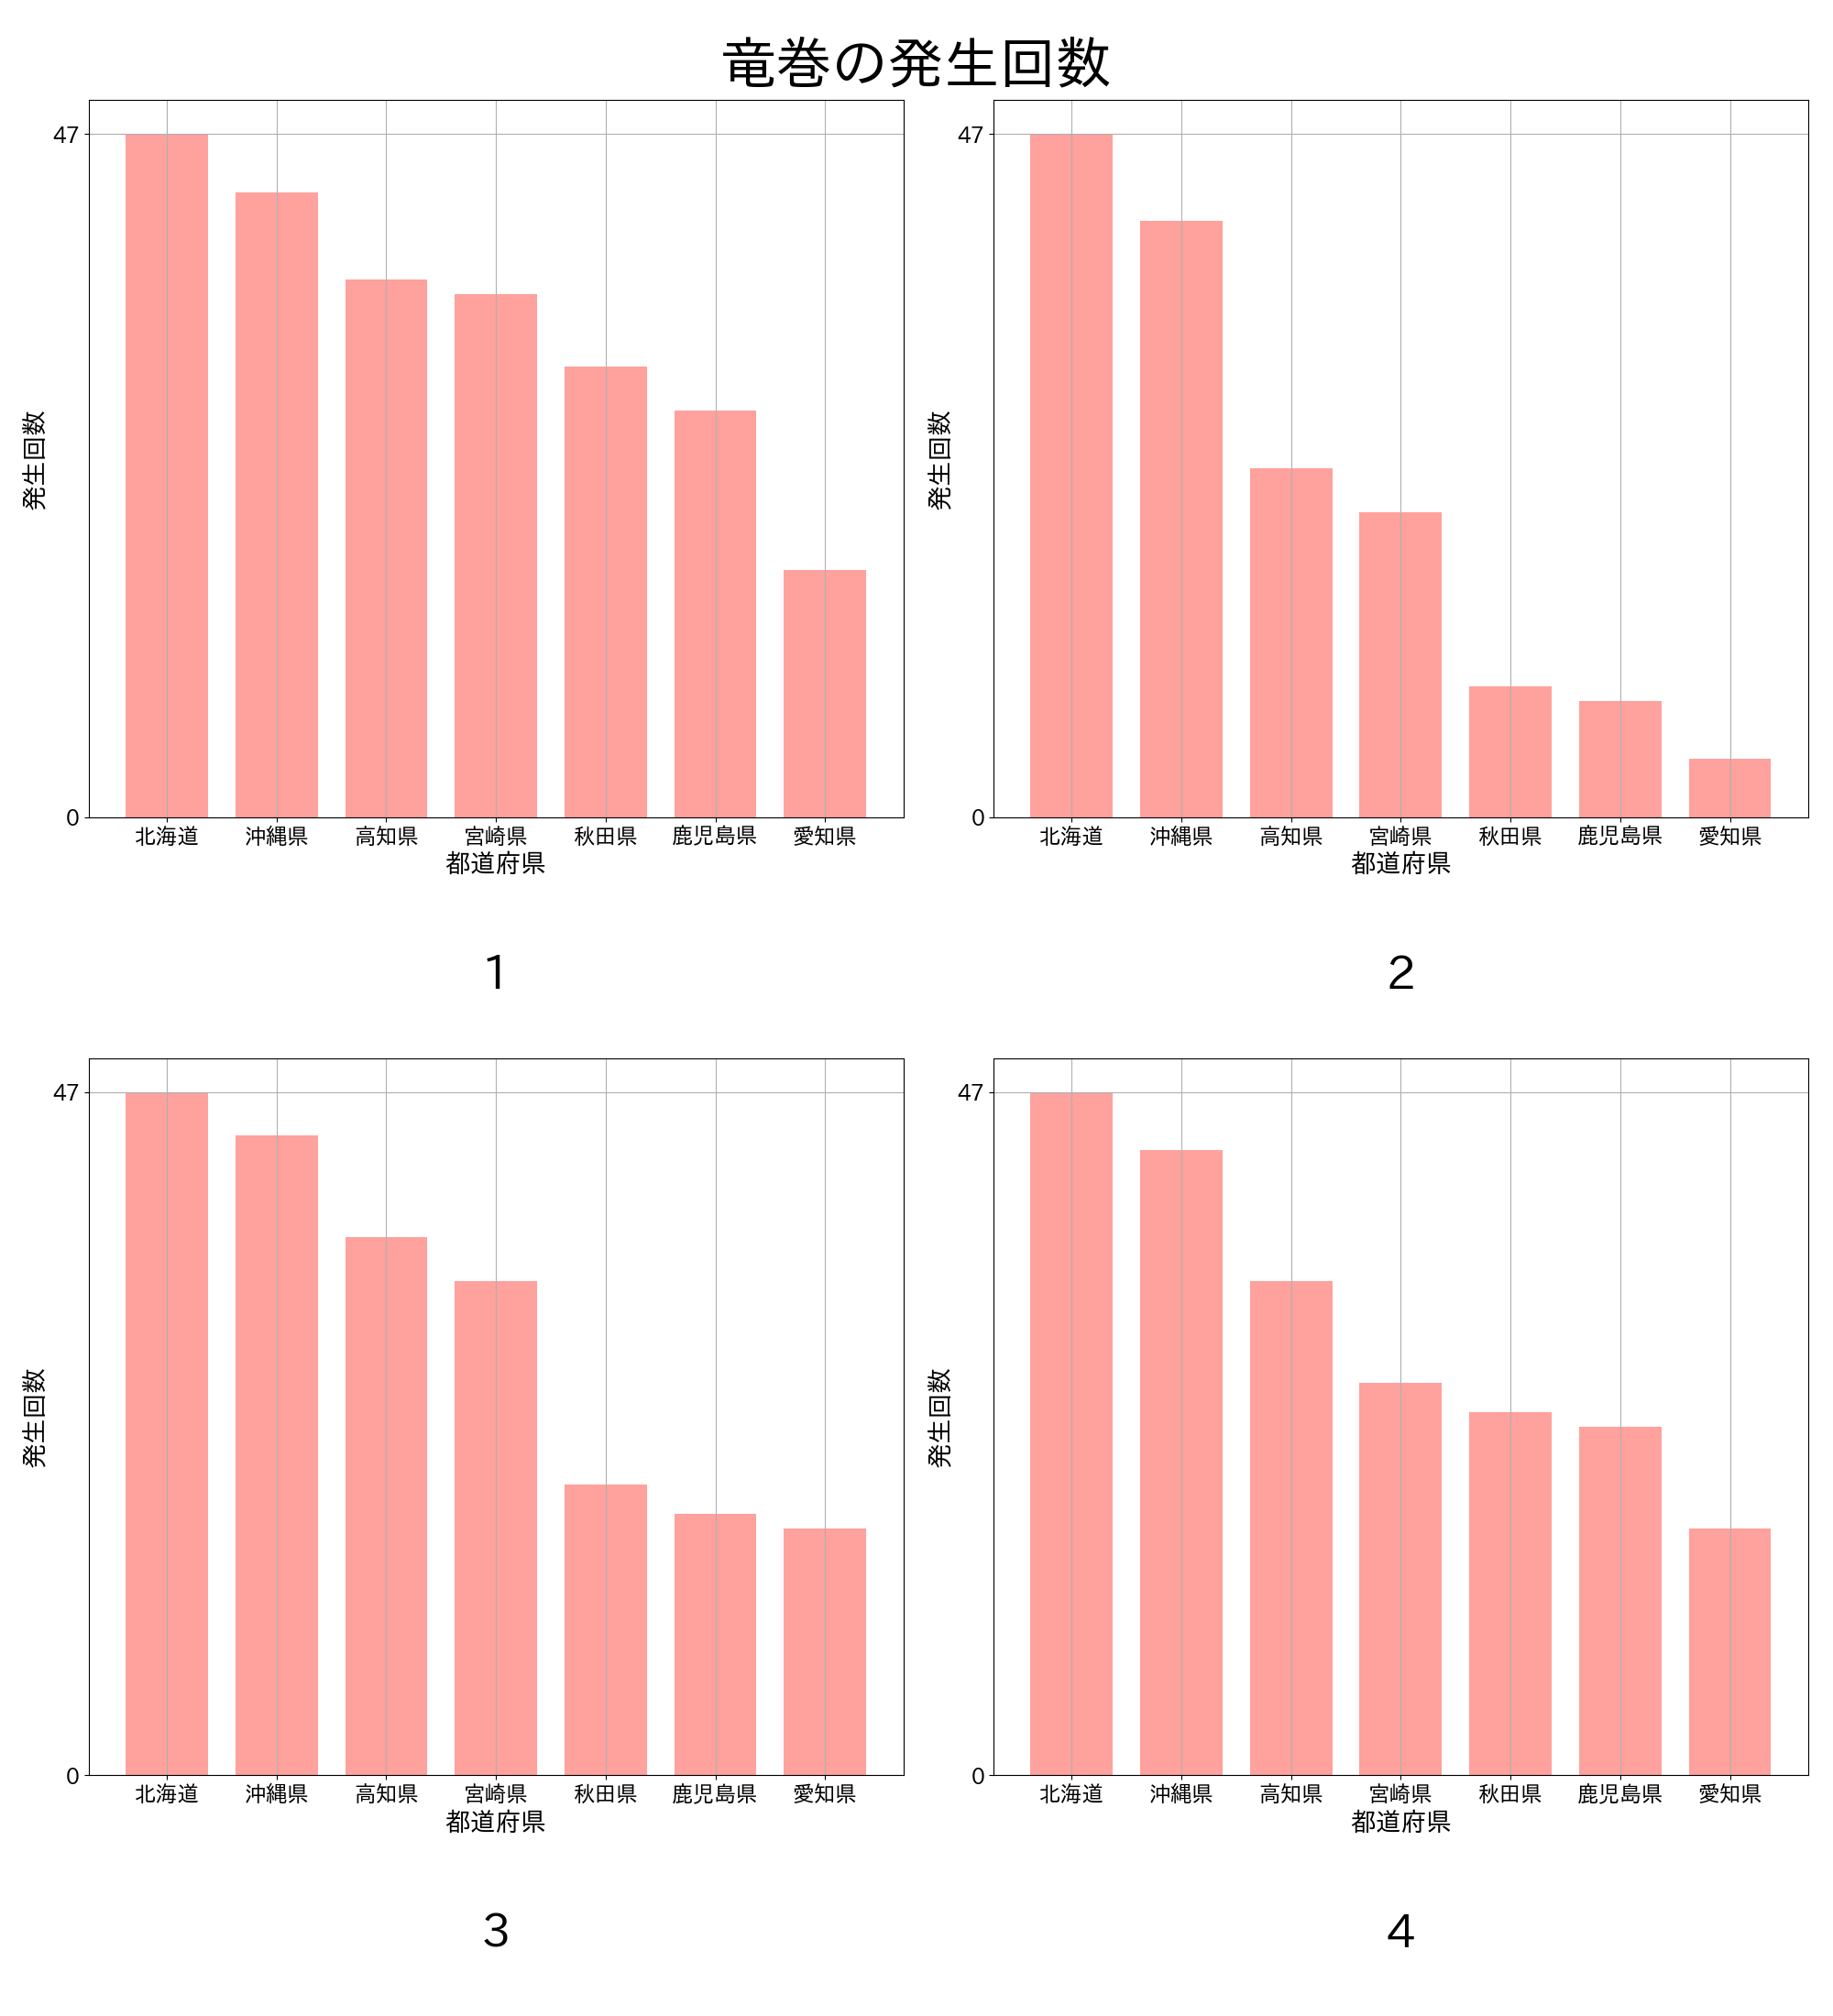 竜巻の発生回数
47
0
発生回数
北海道 沖縄県 高知県 宮崎県 秋田県 鹿児島県 愛知県
都道府県
1
47
0
発生回数
北海道 沖縄県 高知県 宮崎県 秋田県 鹿児島県 愛知県
都道府県
2
47
0
発生回数
北海道 沖縄県 高知県 宮崎県 秋田県 鹿児島県 愛知県
都道府県
3
47
0
発生回数
北海道 沖縄県 高知県 宮崎県 秋田県 鹿児島県 愛知県
都道府県
4